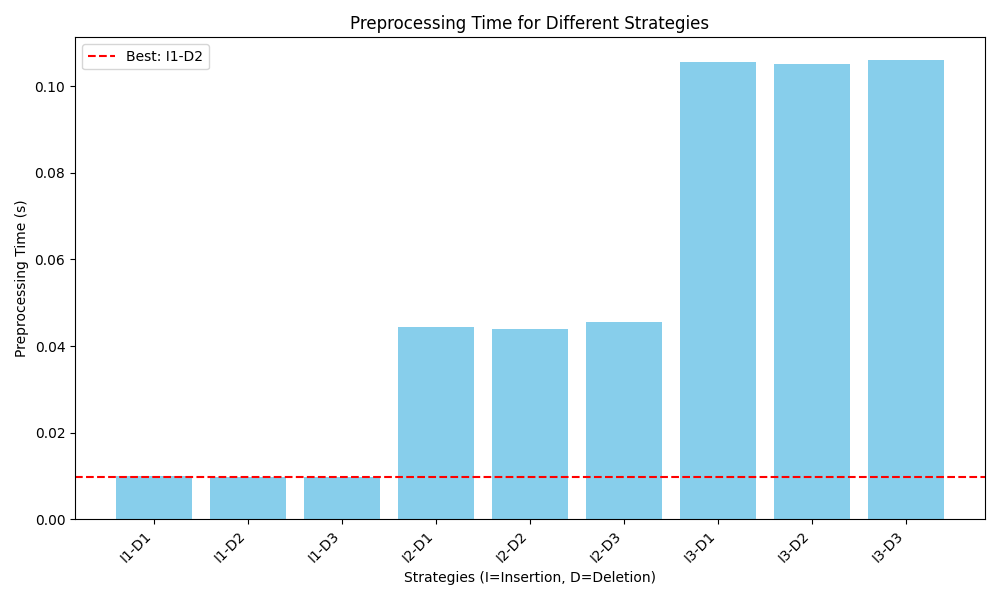 Preprocessing Time for Different Strategies
Best: I1-D2
Preprocessing Time (s)
0.10
0.08
0.06
0.04
0.02
0.00
I1-D1
I1-D2
I1-D3
I2-D1
I2-D2
I2-D3
I3-D1
I3-D2
I3-D3
Strategies (I=Insertion, D=Deletion)